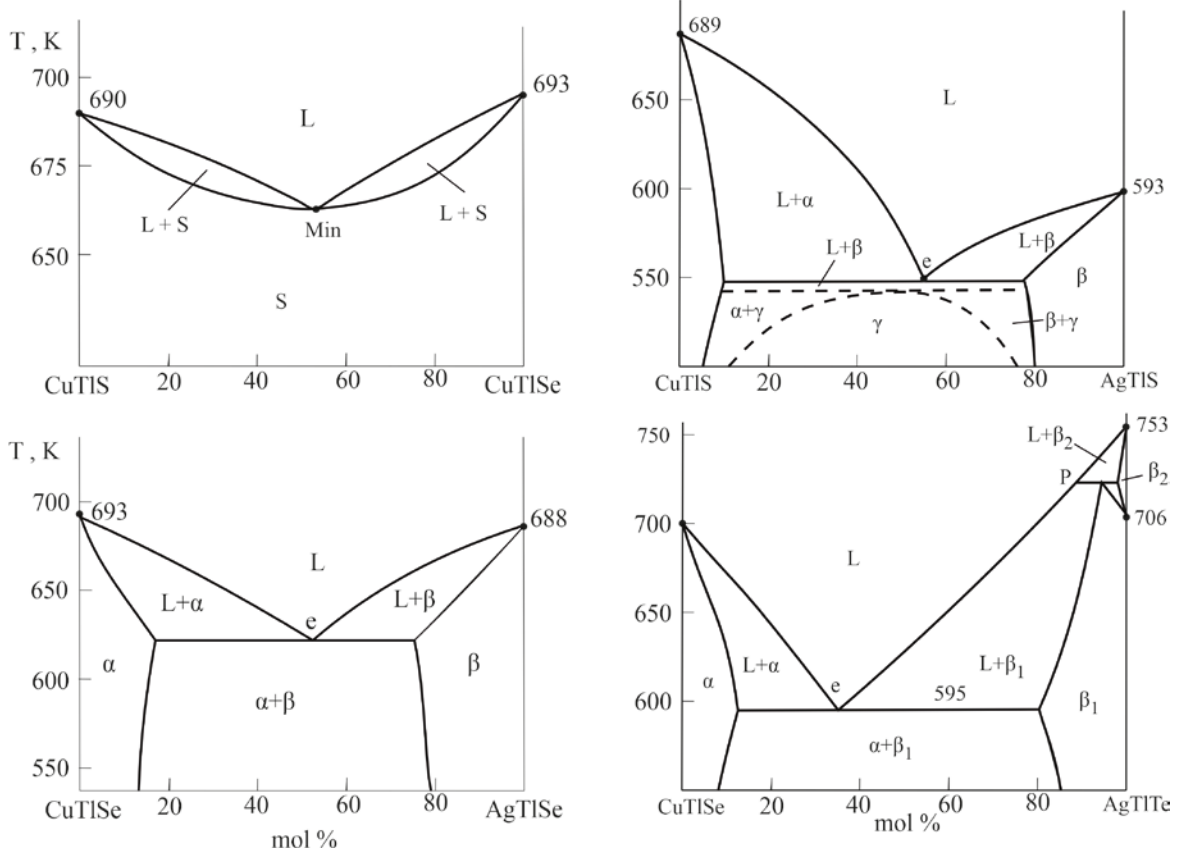 T , K
700
690
693
L
675
L + S
L + S
Min
650
S
CuTlS
20
40
60
80
CuTlSe
689
650
L
600
593
L+α
L+β
L+β
e
β
550
α+γ
γ
β+γ
CuTlS
20
40
60
80
AgTlS
T , K
700
693
688
L
650
L+α
e
L+β
α
β
600
α+β
550
CuTlSe
20
40
60
80
AgTlSe
mol %
750
753
L+β₂
P
β₂
700
706
L
650
α
L+α
e
L+β₁
595
600
β₁
α+β₁
CuTlSe
20
40
60
80
AgTlTe
mol %